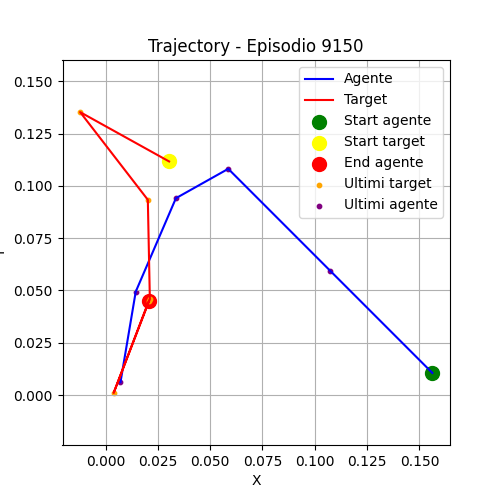 Trajectory - Episodio 9150
0.150
0.125
0.100
0.075
0.050
0.025
0.000
Agente
Target
Start agente
Start target
End agente
Ultimi target
Ultimi agente
0.000 0.025 0.050 0.075 0.100 0.125 0.150
X